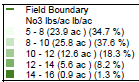 Field Boundary
No3 lbs/ac lb/ac
5 - 8 (23.9 ac ) (34.7 %)
8 - 10 (25.8 ac ) (37.6 %)
10 - 12 (12.6 ac ) (18.3 %)
12 - 14 (5.6 ac ) (8.2 %)
14 - 16 (0.9 ac ) (1.3 %)